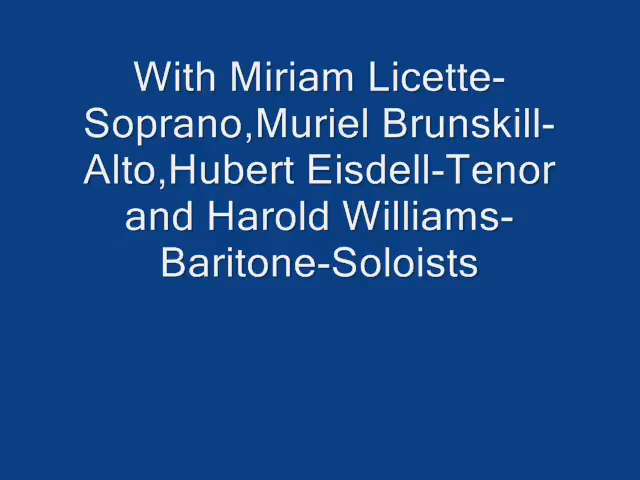 With Miriam Licette-
Soprano,Muriel Brunskill-
Alto,Hubert Eisdell-Tenor
and Harold Williams-
Baritone-Soloists